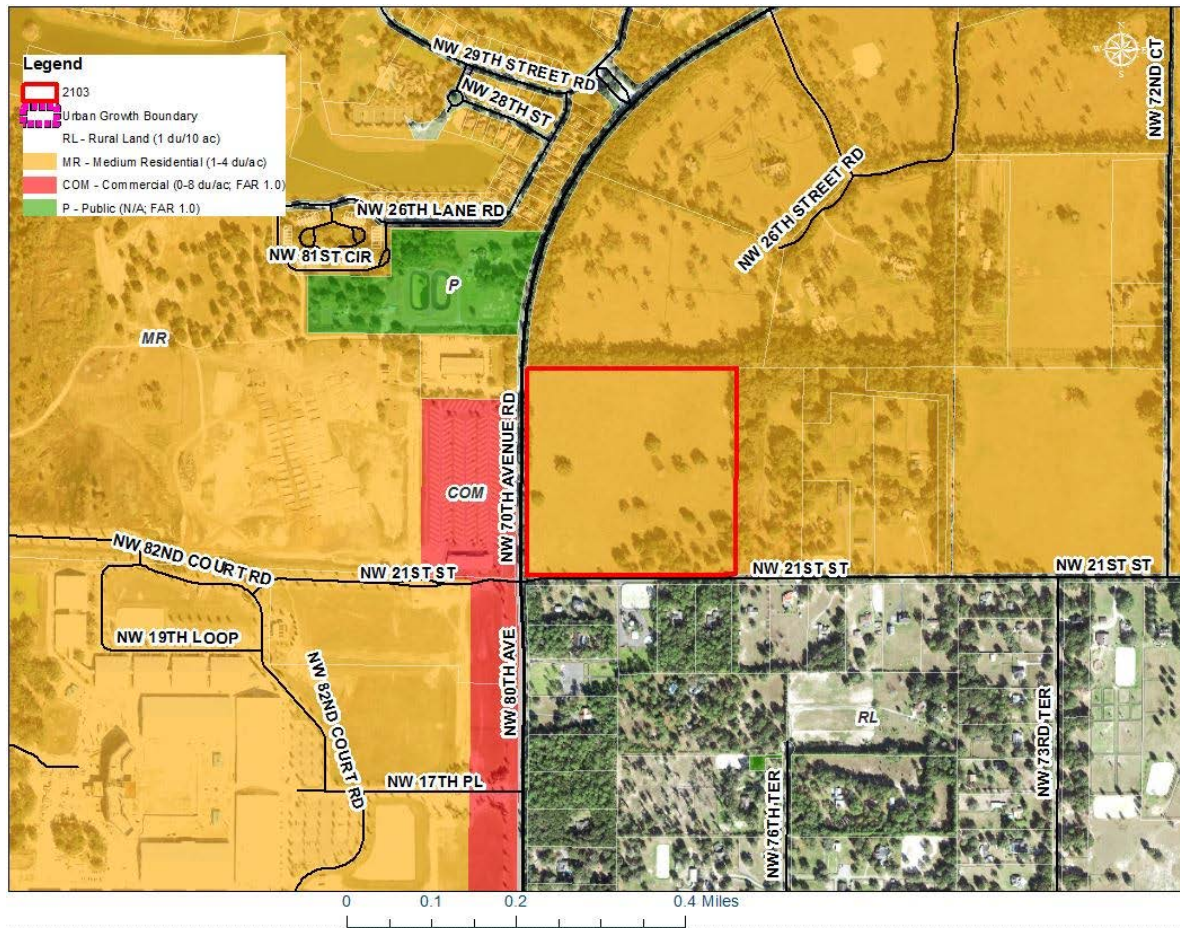 NW 29TH STREET RD
NW 28TH ST
NW 72ND CT
N
W E
S
Legend
2103
Urban Growth Boundary
RL - Rural Land (1 du/10 ac)
MR - Medium Residential (1-4 du/ac)
COM - Commercial (0-8 du/ac; FAR 1.0)
P - Public (N/A; FAR 1.0)
NW 26TH LANE RD
NW 26TH STREET RD
NW 81ST CIR
P
MR
NW 70TH AVENUE RD
COM
NW 82ND COURT RD
NW 21ST ST
NW 21ST ST
NW 21ST ST
NW 19TH LOOP
NW 80TH AVE
NW 82ND COURT RD
RL
NW 73RD TER
NW 17TH PL
NW 76TH TER
0 0.1 0.2 0.4 Miles